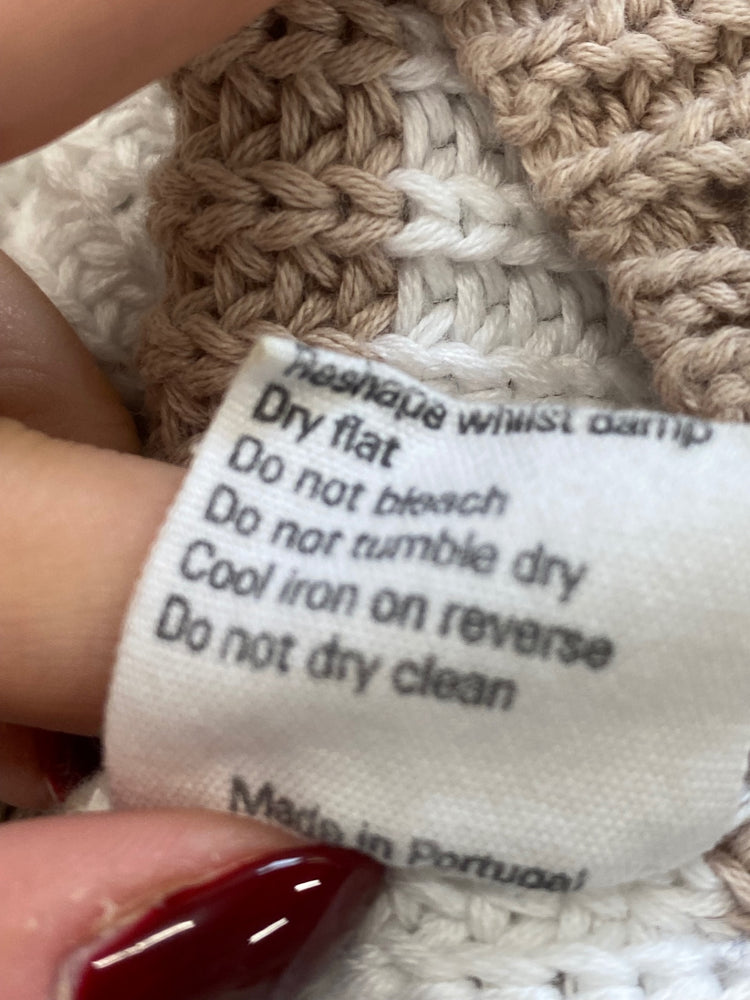 Reshape whilst damp
Dry flat
Do not bleach
Do not tumble dry
Cool iron on reverse
Do not dry clean
Made in Portugal